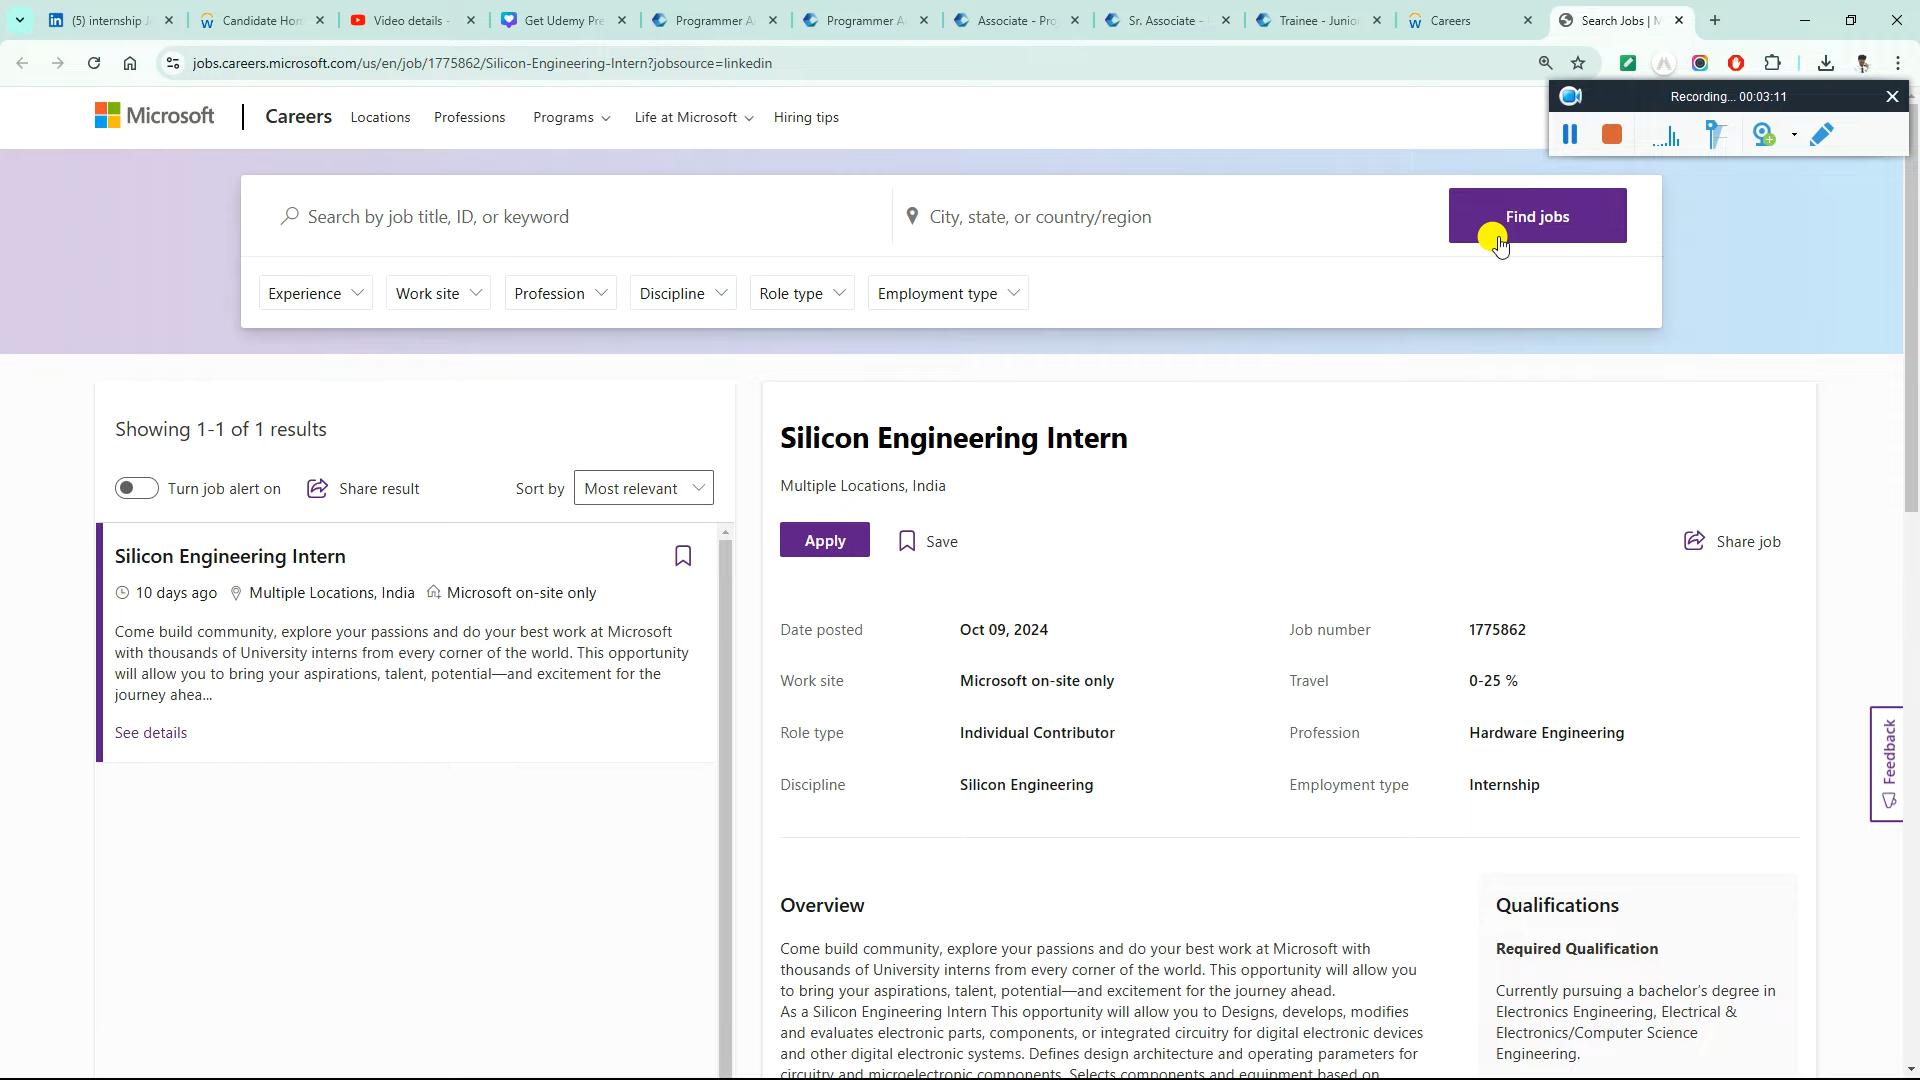 (5) internship J
Candidate Hom
Video details -
Get Udemy Pre
Programmer A
Programmer A
Associate - Pro
Sr. Associate -
Trainee - Junio
Careers
Search Jobs | M
jobs.careers.microsoft.com/us/en/job/1775862/Silicon-Engineering-Intern?jobsource=linkedin
Recording... 00:03:11
Microsoft
Careers
Locations
Professions
Programs
Life at Microsoft
Hiring tips
Search by job title, ID, or keyword
City, state, or country/region
Find jobs
Experience
Work site
Profession
Discipline
Role type
Employment type
Showing 1-1 of 1 results
Turn job alert on
Share result
Sort by
Most relevant
Silicon Engineering Intern
10 days ago
Multiple Locations, India
Microsoft on-site only
Come build community, explore your passions and do your best work at Microsoft
with thousands of University interns from every corner of the world. This opportunity
will allow you to bring your aspirations, talent, potential—and excitement for the
journey ahea...
See details
Silicon Engineering Intern
Multiple Locations, India
Apply
Save
Share job
Date posted
Oct 09, 2024
Job number
1775862
Work site
Microsoft on-site only
Travel
0-25 %
Role type
Individual Contributor
Profession
Hardware Engineering
Discipline
Silicon Engineering
Employment type
Internship
Feedback
Overview
Come build community, explore your passions and do your best work at Microsoft with
thousands of University interns from every corner of the world. This opportunity will allow you
to bring your aspirations, talent, potential—and excitement for the journey ahead.
As a Silicon Engineering Intern This opportunity will allow you to Designs, develops, modifies
and evaluates electronic parts, components, or integrated circuitry for digital electronic devices
and other digital electronic systems. Defines design architecture and operating parameters for
circuitry and microelectronic components. Selects components and equipment based on
Qualifications
Required Qualification
Currently pursuing a bachelor's degree in
Electronics Engineering, Electrical &
Electronics/Computer Science
Engineering.